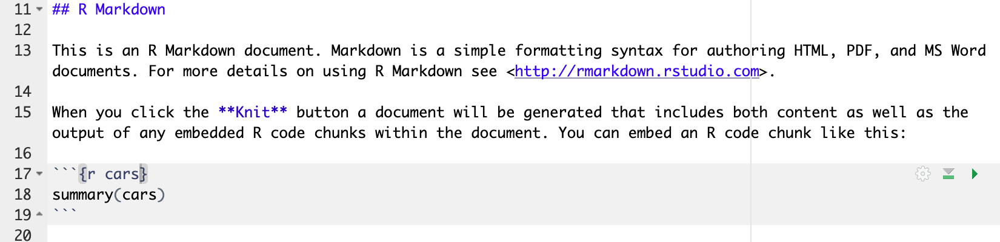 11 ## R Markdown
12
13 This is an R Markdown document. Markdown is a simple formatting syntax for authoring HTML, PDF, and MS Word
documents. For more details on using R Markdown see <http://rmarkdown.rstudio.com>.
14
15 When you click the **Knit** button a document will be generated that includes both content as well as the
output of any embedded R code chunks within the document. You can embed an R code chunk like this:
16
17 ```{r cars}
18 summary(cars)
19 ```
20